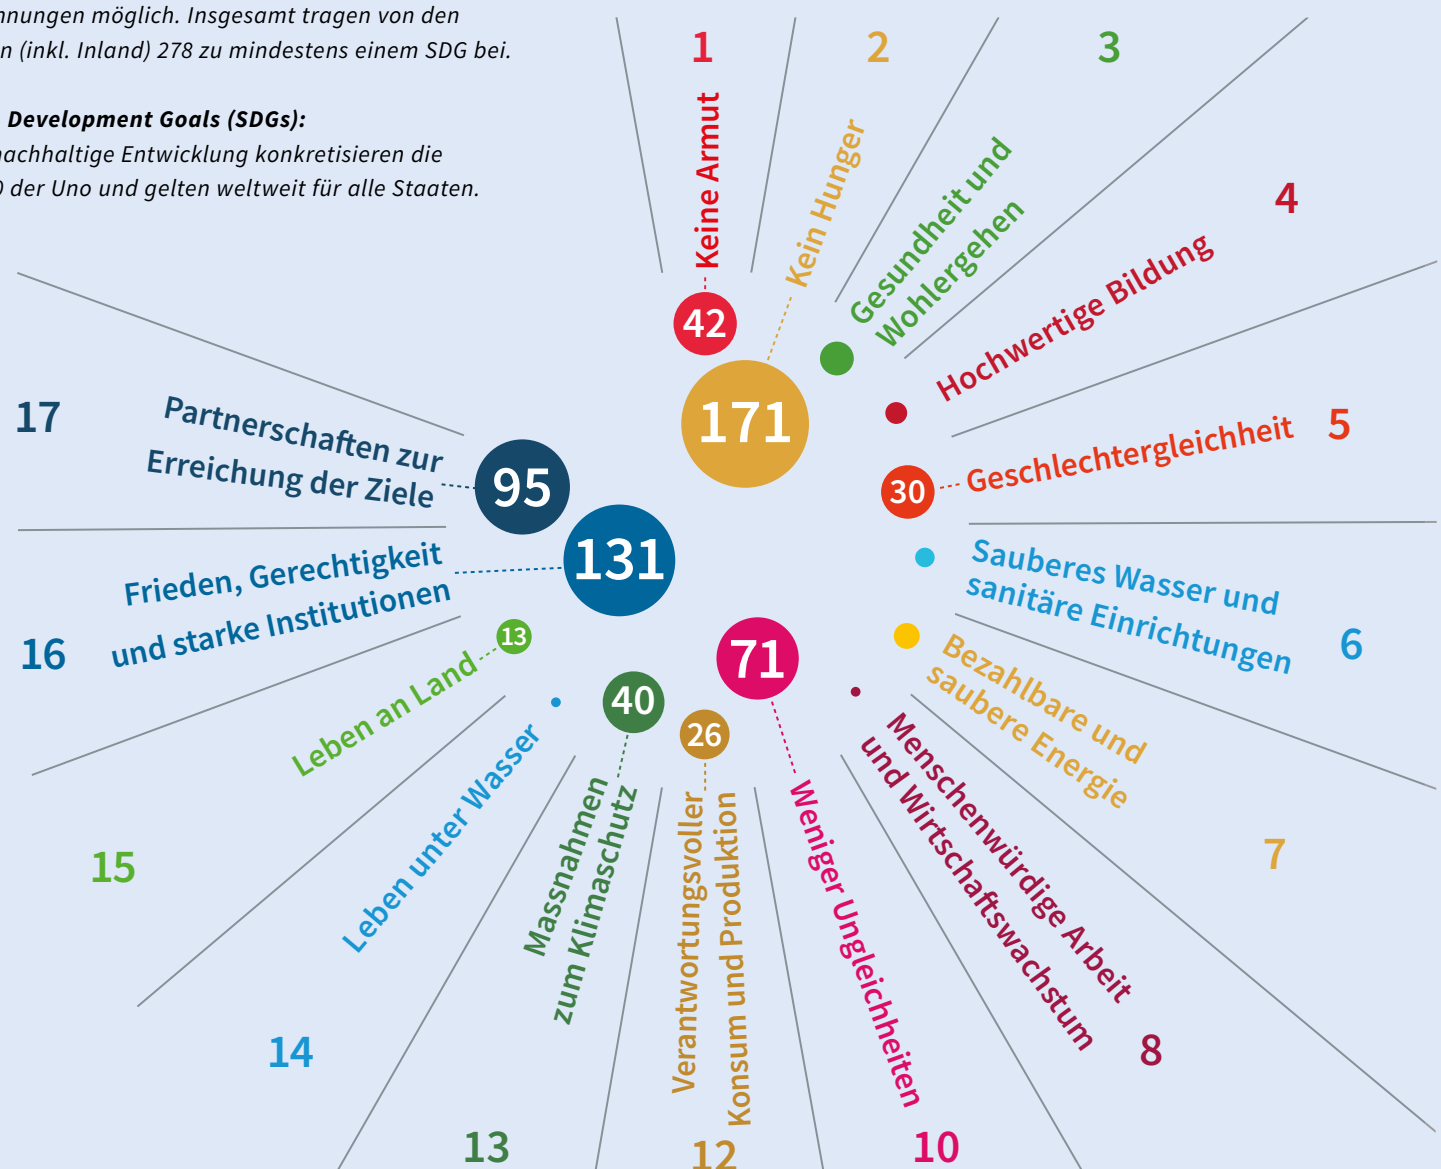 möglich. Insgesamt tragen von den
(inkl. Inland) 278 zu mindestens einem SDG bei.
Development Goals (SDGs):
nachhaltige Entwicklung konkretisieren die
der Uno und gelten weltweit für alle Staaten.
1
Keine Armut
42
2
Kein Hunger
171
3
Gesundheit und
Wohlergehen
4
Hochwertige Bildung
5
Geschlechtergleichheit
30
6
Sauberes Wasser und
sanitäre Einrichtungen
7
Bezahlbare und
saubere Energie
8
Menschenwürdige Arbeit
und Wirtschaftswachstum
10
Weniger Ungleichheiten
71
12
Verantwortungsvoller
Konsum und Produktion
26
13
Massnahmen
zum Klimaschutz
40
14
Leben unter Wasser
15
Leben an Land
13
16
Frieden, Gerechtigkeit
und starke Institutionen
131
17
Partnerschaften zur
Erreichung der Ziele
95